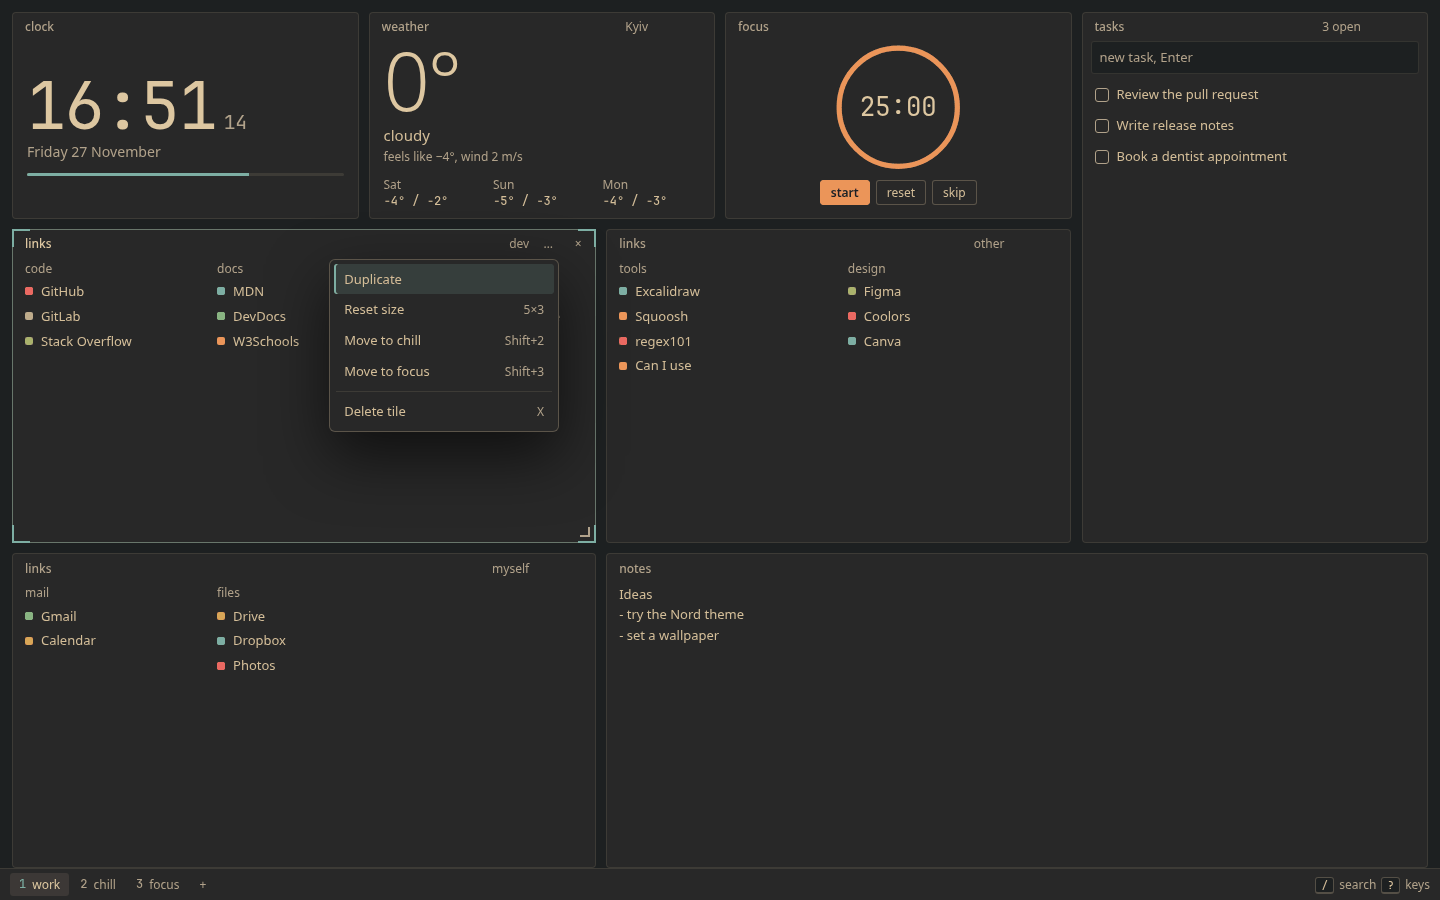 clock
16:51 14
Friday 27 November
weather Kyiv
0°
cloudy
feels like −4°, wind 2 m/s
Sat Sun Mon
-4° / -2° -5° / -3° -4° / -3°
focus
25:00
start reset skip
tasks 3 open
new task, Enter
Review the pull request
Write release notes
Book a dentist appointment
links dev ... ×
code docs
GitHub MDN
GitLab DevDocs
Stack Overflow W3Schools
Duplicate
Reset size 5×3
Move to chill Shift+2
Move to focus Shift+3
Delete tile X
links other
tools design
Excalidraw Figma
Squoosh Coolors
regex101 Canva
Can I use
links myself
mail files
Gmail Drive
Calendar Dropbox
Photos
notes
Ideas
- try the Nord theme
- set a wallpaper
1 work 2 chill 3 focus +
/ search ? keys